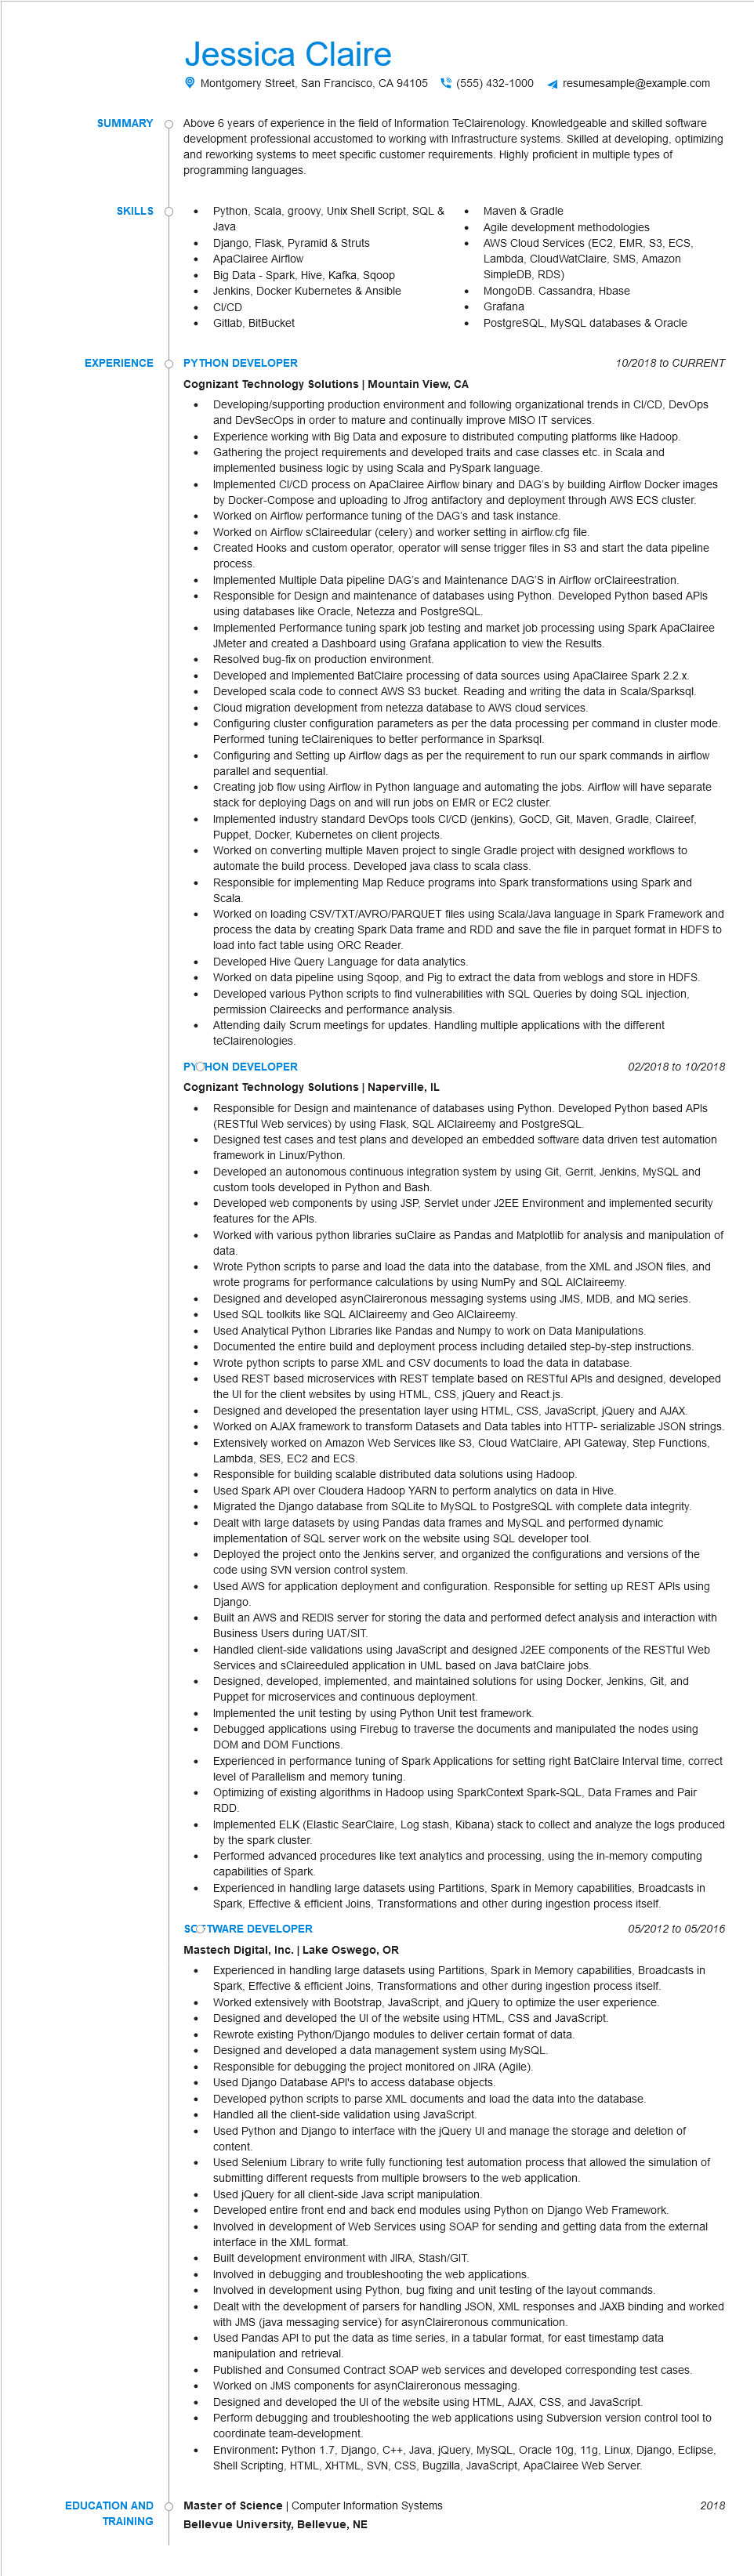 Jessica Claire
Montgomery Street, San Francisco, CA 94105 (555) 432-1000 resumesample@example.com
SUMMARY
Above 6 years of experience in the field of Information TeClairenology. Knowledgeable and skilled software
development professional accustomed to working with Infrastructure systems. Skilled at developing, optimizing
and reworking systems to meet specific customer requirements. Highly proficient in multiple types of
programming languages.
SKILLS
• Python, Scala, groovy, Unix Shell Script, SQL &
Java
• Django, Flask, Pyramid & Struts
• ApaClairee Airflow
• Big Data - Spark, Hive, Kafka, Sqoop
• Jenkins, Docker Kubernetes & Ansible
• CI/CD
• Gitlab, BitBucket
• Maven & Gradle
• Agile development methodologies
• AWS Cloud Services (EC2, EMR, S3, ECS,
Lambda, CloudWatClaire, SMS, Amazon
SimpleDB, RDS)
• MongoDB. Cassandra, Hbase
• Grafana
• PostgreSQL, MySQL databases & Oracle
EXPERIENCE
PYTHON DEVELOPER 10/2018 to CURRENT
Cognizant Technology Solutions | Mountain View, CA
• Developing/supporting production environment and following organizational trends in CI/CD, DevOps
and DevSecOps in order to mature and continually improve MISO IT services.
• Experience working with Big Data and exposure to distributed computing platforms like Hadoop.
• Gathering the project requirements and developed traits and case classes etc. in Scala and
implemented business logic by using Scala and PySpark language.
• Implemented CI/CD process on ApaClairee Airflow binary and DAG's by building Airflow Docker images
by Docker-Compose and uploading to Jfrog antifactory and deployment through AWS ECS cluster.
• Worked on Airflow performance tuning of the DAG's and task instance.
• Worked on Airflow sClaireedular (celery) and worker setting in airflow.cfg file.
• Created Hooks and custom operator, operator will sense trigger files in S3 and start the data pipeline
process.
• Implemented Multiple Data pipeline DAG's and Maintenance DAG'S in Airflow orClaireestration.
• Responsible for Design and maintenance of databases using Python. Developed Python based APIs
using databases like Oracle, Netezza and PostgreSQL.
• Implemented Performance tuning spark job testing and market job processing using Spark ApaClairee
JMeter and created a Dashboard using Grafana application to view the Results.
• Resolved bug-fix on production environment.
• Developed and Implemented BatClaire processing of data sources using ApaClairee Spark 2.2.x.
• Developed scala code to connect AWS S3 bucket. Reading and writing the data in Scala/Sparksql.
• Cloud migration development from netezza database to AWS cloud services.
• Configuring cluster configuration parameters as per the data processing per command in cluster mode.
Performed tuning teClaireniques to better performance in Sparksql.
• Configuring and Setting up Airflow dags as per the requirement to run our spark commands in airflow
parallel and sequential.
• Creating job flow using Airflow in Python language and automating the jobs. Airflow will have separate
stack for deploying Dags on and will run jobs on EMR or EC2 cluster.
• Implemented industry standard DevOps tools CI/CD (jenkins), GoCD, Git, Maven, Gradle, Claireef,
Puppet, Docker, Kubernetes on client projects.
• Worked on converting multiple Maven project to single Gradle project with designed workflows to
automate the build process. Developed java class to scala class.
• Responsible for implementing Map Reduce programs into Spark transformations using Spark and
Scala.
• Worked on loading CSV/TXT/AVRO/PARQUET files using Scala/Java language in Spark Framework and
process the data by creating Spark Data frame and RDD and save the file in parquet format in HDFS to
load into fact table using ORC Reader.
• Developed Hive Query Language for data analytics.
• Worked on data pipeline using Sqoop, and Pig to extract the data from weblogs and store in HDFS.
• Developed various Python scripts to find vulnerabilities with SQL Queries by doing SQL injection,
permission Claireecks and performance analysis.
• Attending daily Scrum meetings for updates. Handling multiple applications with the different
teClairenologies.
PYTHON DEVELOPER 02/2018 to 10/2018
Cognizant Technology Solutions | Naperville, IL
• Responsible for Design and maintenance of databases using Python. Developed Python based APIs
(RESTful Web services) by using Flask, SQL AlClaireemy and PostgreSQL.
• Designed test cases and test plans and developed an embedded software data driven test automation
framework in Linux/Python.
• Developed an autonomous continuous integration system by using Git, Gerrit, Jenkins, MySQL and
custom tools developed in Python and Bash.
• Developed web components by using JSP, Servlet under J2EE Environment and implemented security
features for the APIs.
• Worked with various python libraries suClaire as Pandas and Matplotlib for analysis and manipulation of
data.
• Wrote Python scripts to parse and load the data into the database, from the XML and JSON files, and
wrote programs for performance calculations by using NumPy and SQL AlClaireemy.
• Designed and developed asynClaireronous messaging systems using JMS, MDB, and MQ series.
• Used SQL toolkits like SQL AlClaireemy and Geo AlClaireemy.
• Used Analytical Python Libraries like Pandas and Numpy to work on Data Manipulations.
• Documented the entire build and deployment process including detailed step-by-step instructions.
• Wrote python scripts to parse XML and CSV documents to load the data in database.
• Used REST based microservices with REST template based on RESTful APIs and designed, developed
the UI for the client websites by using HTML, CSS, jQuery and React.js.
• Designed and developed the presentation layer using HTML, CSS, JavaScript, jQuery and AJAX.
• Worked on AJAX framework to transform Datasets and Data tables into HTTP- serializable JSON strings.
• Extensively worked on Amazon Web Services like S3, Cloud WatClaire, API Gateway, Step Functions,
Lambda, SES, EC2 and ECS.
• Responsible for building scalable distributed data solutions using Hadoop.
• Used Spark API over Cloudera Hadoop YARN to perform analytics on data in Hive.
• Migrated the Django database from SQLite to MySQL to PostgreSQL with complete data integrity.
• Dealt with large datasets by using Pandas data frames and MySQL and performed dynamic
implementation of SQL server work on the website using SQL developer tool.
• Deployed the project onto the Jenkins server, and organized the configurations and versions of the
code using SVN version control system.
• Used AWS for application deployment and configuration. Responsible for setting up REST APIs using
Django.
• Built an AWS and REDIS server for storing the data and performed defect analysis and interaction with
Business Users during UAT/SIT.
• Handled client-side validations using JavaScript and designed J2EE components of the RESTful Web
Services and sClaireeduled application in UML based on Java batClaire jobs.
• Designed, developed, implemented, and maintained solutions for using Docker, Jenkins, Git, and
Puppet for microservices and continuous deployment.
• Implemented the unit testing by using Python Unit test framework.
• Debugged applications using Firebug to traverse the documents and manipulated the nodes using
DOM and DOM Functions.
• Experienced in performance tuning of Spark Applications for setting right BatClaire Interval time, correct
level of Parallelism and memory tuning.
• Optimizing of existing algorithms in Hadoop using SparkContext Spark-SQL, Data Frames and Pair
RDD.
• Implemented ELK (Elastic SearClaire, Log stash, Kibana) stack to collect and analyze the logs produced
by the spark cluster.
• Performed advanced procedures like text analytics and processing, using the in-memory computing
capabilities of Spark.
• Experienced in handling large datasets using Partitions, Spark in Memory capabilities, Broadcasts in
Spark, Effective & efficient Joins, Transformations and other during ingestion process itself.
SOFTWARE DEVELOPER 05/2012 to 05/2016
Mastech Digital, Inc. | Lake Oswego, OR
• Experienced in handling large datasets using Partitions, Spark in Memory capabilities, Broadcasts in
Spark, Effective & efficient Joins, Transformations and other during ingestion process itself.
• Worked extensively with Bootstrap, JavaScript, and jQuery to optimize the user experience.
• Designed and developed the UI of the website using HTML, CSS and JavaScript.
• Rewrote existing Python/Django modules to deliver certain format of data.
• Designed and developed a data management system using MySQL.
• Responsible for debugging the project monitored on JIRA (Agile).
• Used Django Database API's to access database objects.
• Developed python scripts to parse XML documents and load the data into the database.
• Handled all the client-side validation using JavaScript.
• Used Python and Django to interface with the jQuery UI and manage the storage and deletion of
content.
• Used Selenium Library to write fully functioning test automation process that allowed the simulation of
submitting different requests from multiple browsers to the web application.
• Used jQuery for all client-side Java script manipulation.
• Developed entire front end and back end modules using Python on Django Web Framework.
• Involved in development of Web Services using SOAP for sending and getting data from the external
interface in the XML format.
• Built development environment with JIRA, Stash/GIT.
• Involved in debugging and troubleshooting the web applications.
• Involved in development using Python, bug fixing and unit testing of the layout commands.
• Dealt with the development of parsers for handling JSON, XML responses and JAXB binding and worked
with JMS (java messaging service) for asynClaireronous communication.
• Used Pandas API to put the data as time series, in a tabular format, for east timestamp data
manipulation and retrieval.
• Published and Consumed Contract SOAP web services and developed corresponding test cases.
• Worked on JMS components for asynClaireronous messaging.
• Designed and developed the UI of the website using HTML, AJAX, CSS, and JavaScript.
• Perform debugging and troubleshooting the web applications using Subversion version control tool to
coordinate team-development.
• Environment: Python 1.7, Django, C++, Java, jQuery, MySQL, Oracle 10g, 11g, Linux, Django, Eclipse,
Shell Scripting, HTML, XHTML, SVN, CSS, Bugzilla, JavaScript, ApaClairee Web Server.
EDUCATION AND
TRAINING
Master of Science | Computer Information Systems 2018
Bellevue University, Bellevue, NE